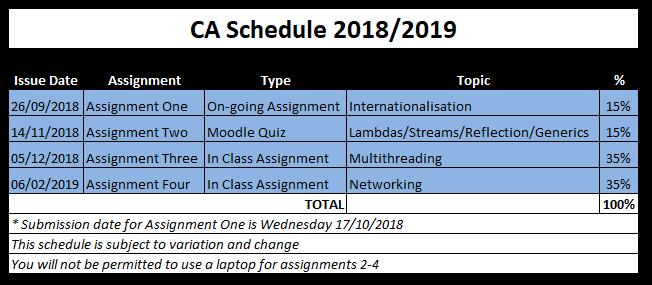 CA Schedule 2018/2019
Issue Date Assignment Type Topic %
26/09/2018 Assignment One On-going Assignment Internationalisation 15%
14/11/2018 Assignment Two Moodle Quiz Lambdas/Streams/Reflection/Generics 15%
05/12/2018 Assignment Three In Class Assignment Multithreading 35%
06/02/2019 Assignment Four In Class Assignment Networking 35%
TOTAL 100%
* Submission date for Assignment One is Wednesday 17/10/2018
This schedule is subject to variation and change
You will not be permitted to use a laptop for assignments 2-4